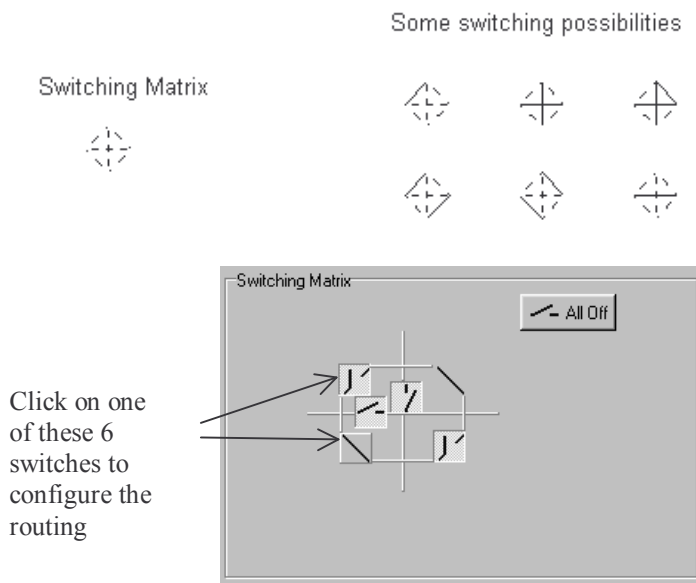 Some switching possibilities
Switching Matrix
Switching Matrix
All Off
Click on one
of these 6
switches to
configure the
routing